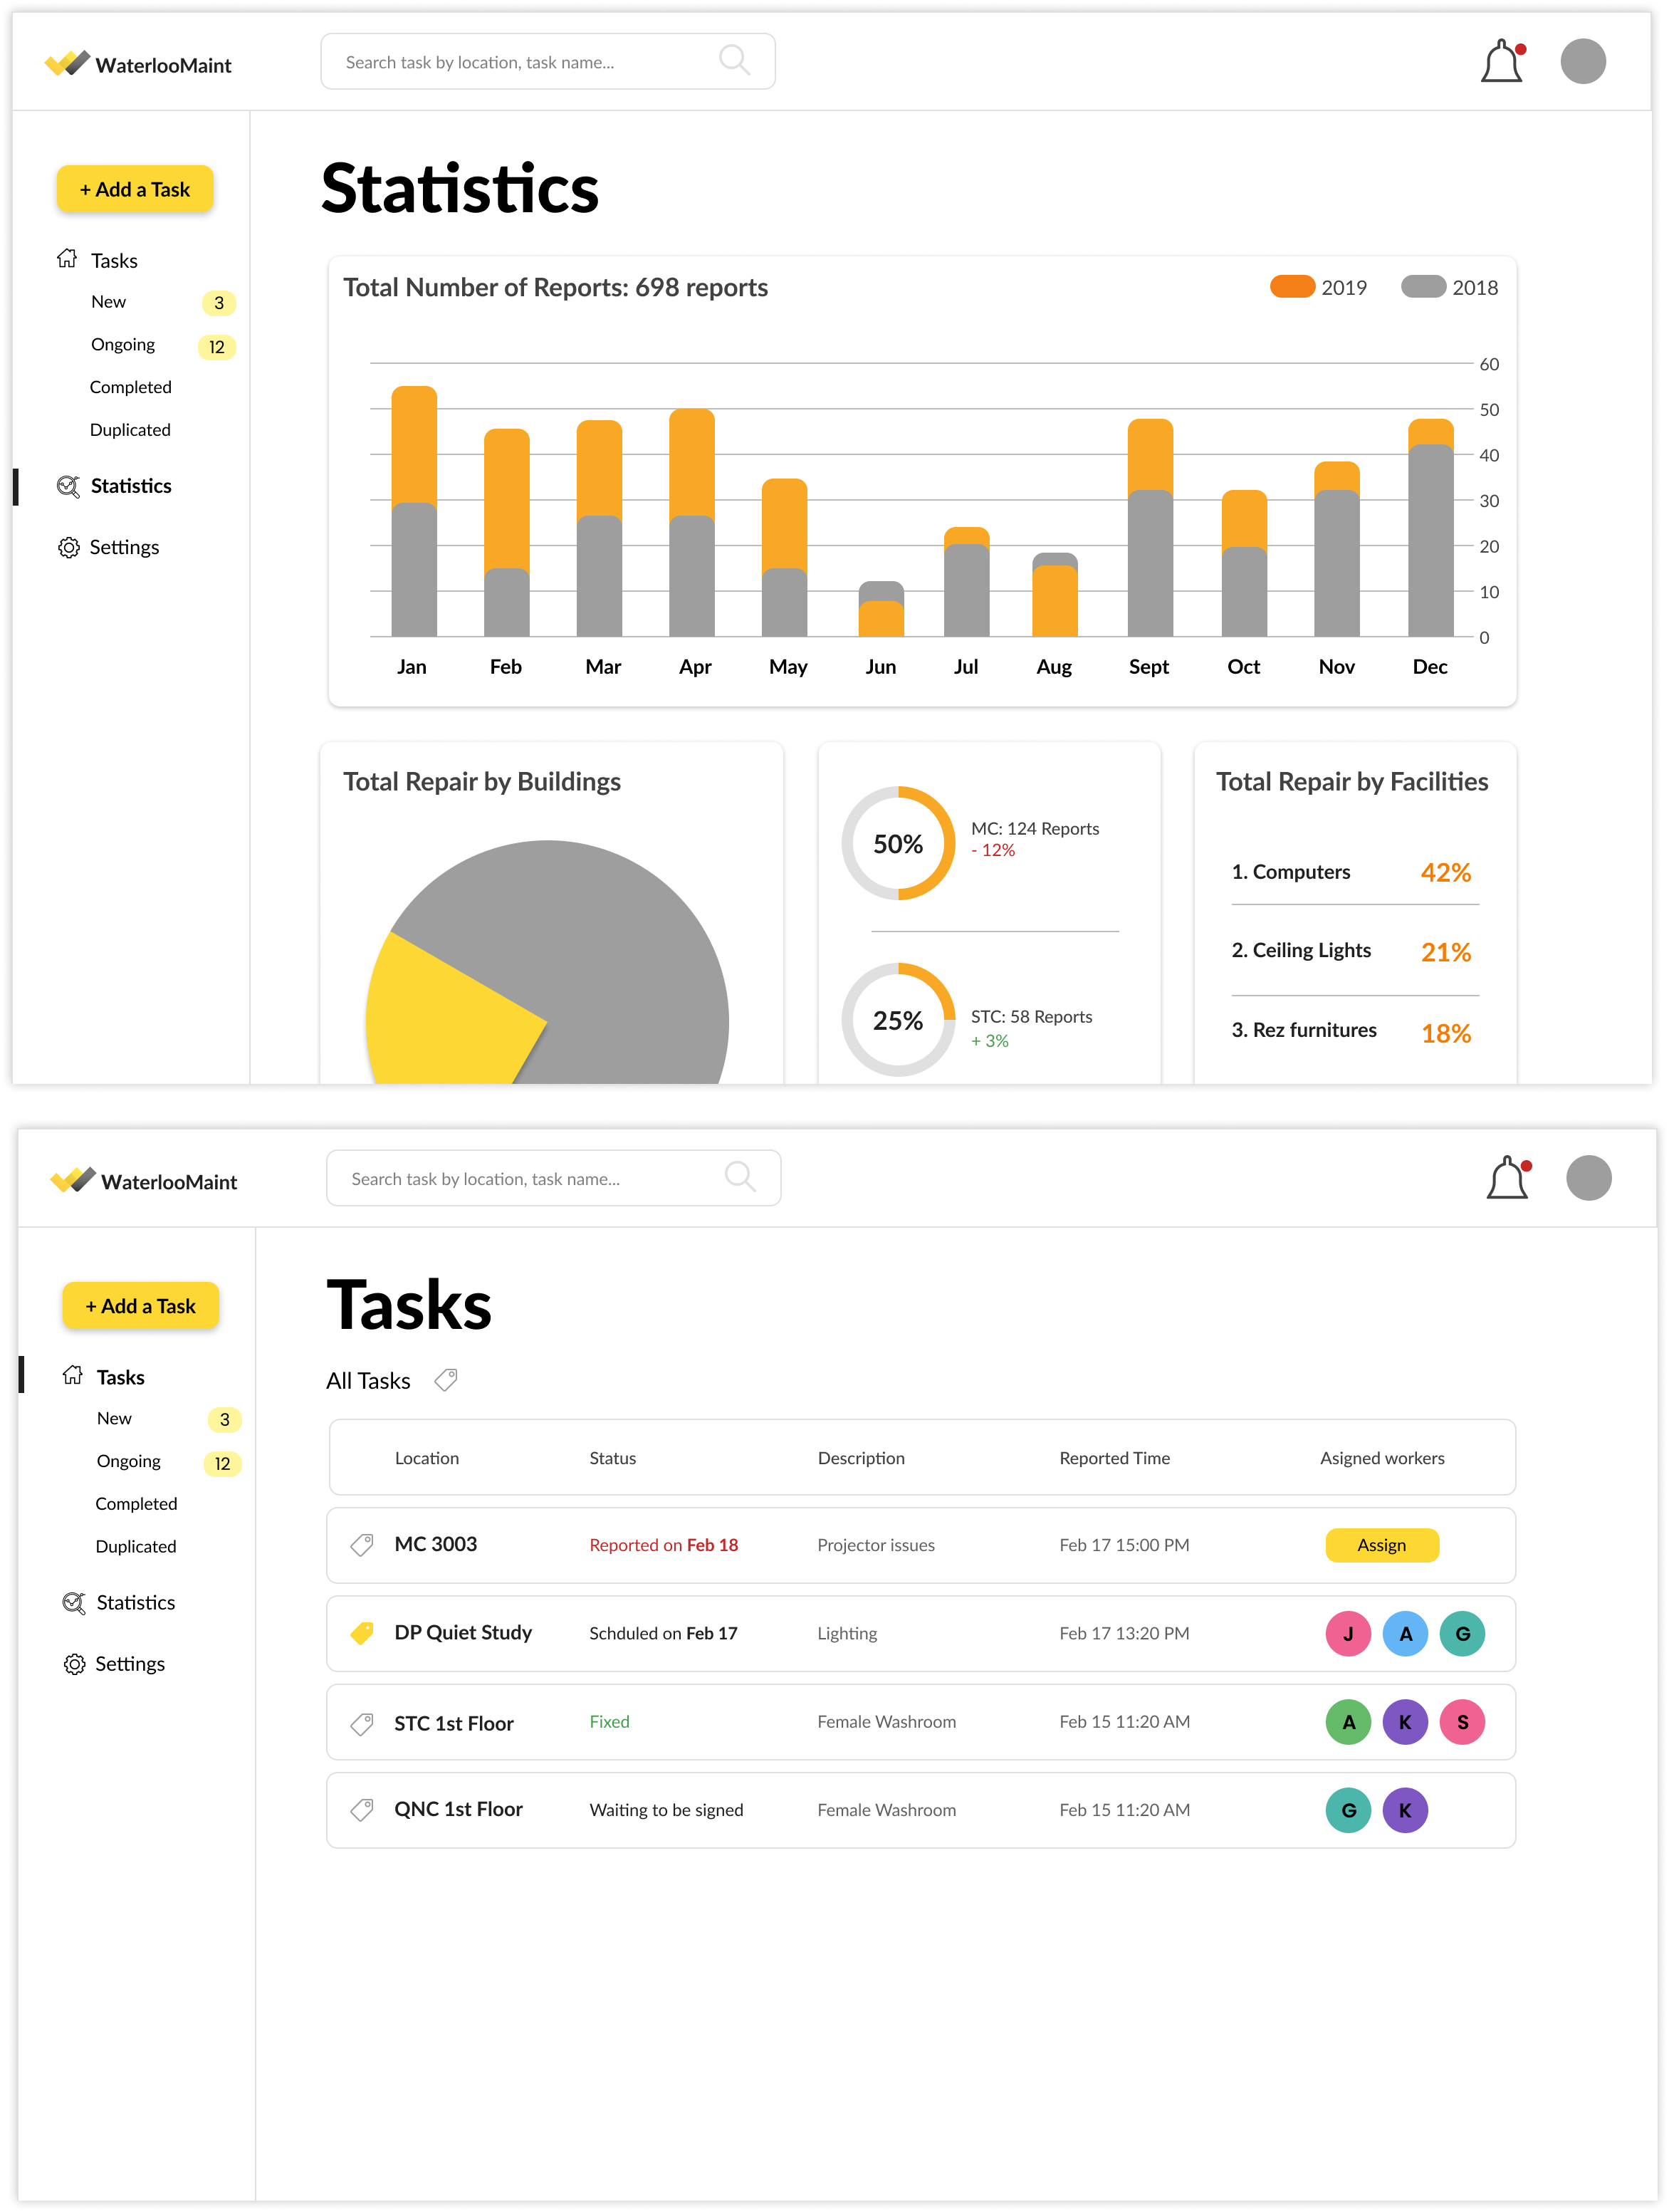 WaterlooMaint
Search task by location, task name...
+ Add a Task
Tasks
New 3
Ongoing 12
Completed
Duplicated
Statistics
Settings
Statistics
Total Number of Reports: 698 reports
2019 2018
60
50
40
30
20
10
0
Jan Feb Mar Apr May Jun Jul Aug Sept Oct Nov Dec
Total Repair by Buildings
50%
MC: 124 Reports
- 12%
25%
STC: 58 Reports
+ 3%
Total Repair by Facilities
1. Computers 42%
2. Ceiling Lights 21%
3. Rez furnitures 18%
WaterlooMaint
Search task by location, task name...
+ Add a Task
Tasks
New 3
Ongoing 12
Completed
Duplicated
Statistics
Settings
Tasks
All Tasks
Location Status Description Reported Time Asigned workers
MC 3003 Reported on Feb 18 Projector issues Feb 17 15:00 PM Assign
DP Quiet Study Schduled on Feb 17 Lighting Feb 17 13:20 PM J A G
STC 1st Floor Fixed Female Washroom Feb 15 11:20 AM A K S
QNC 1st Floor Waiting to be signed Female Washroom Feb 15 11:20 AM G K